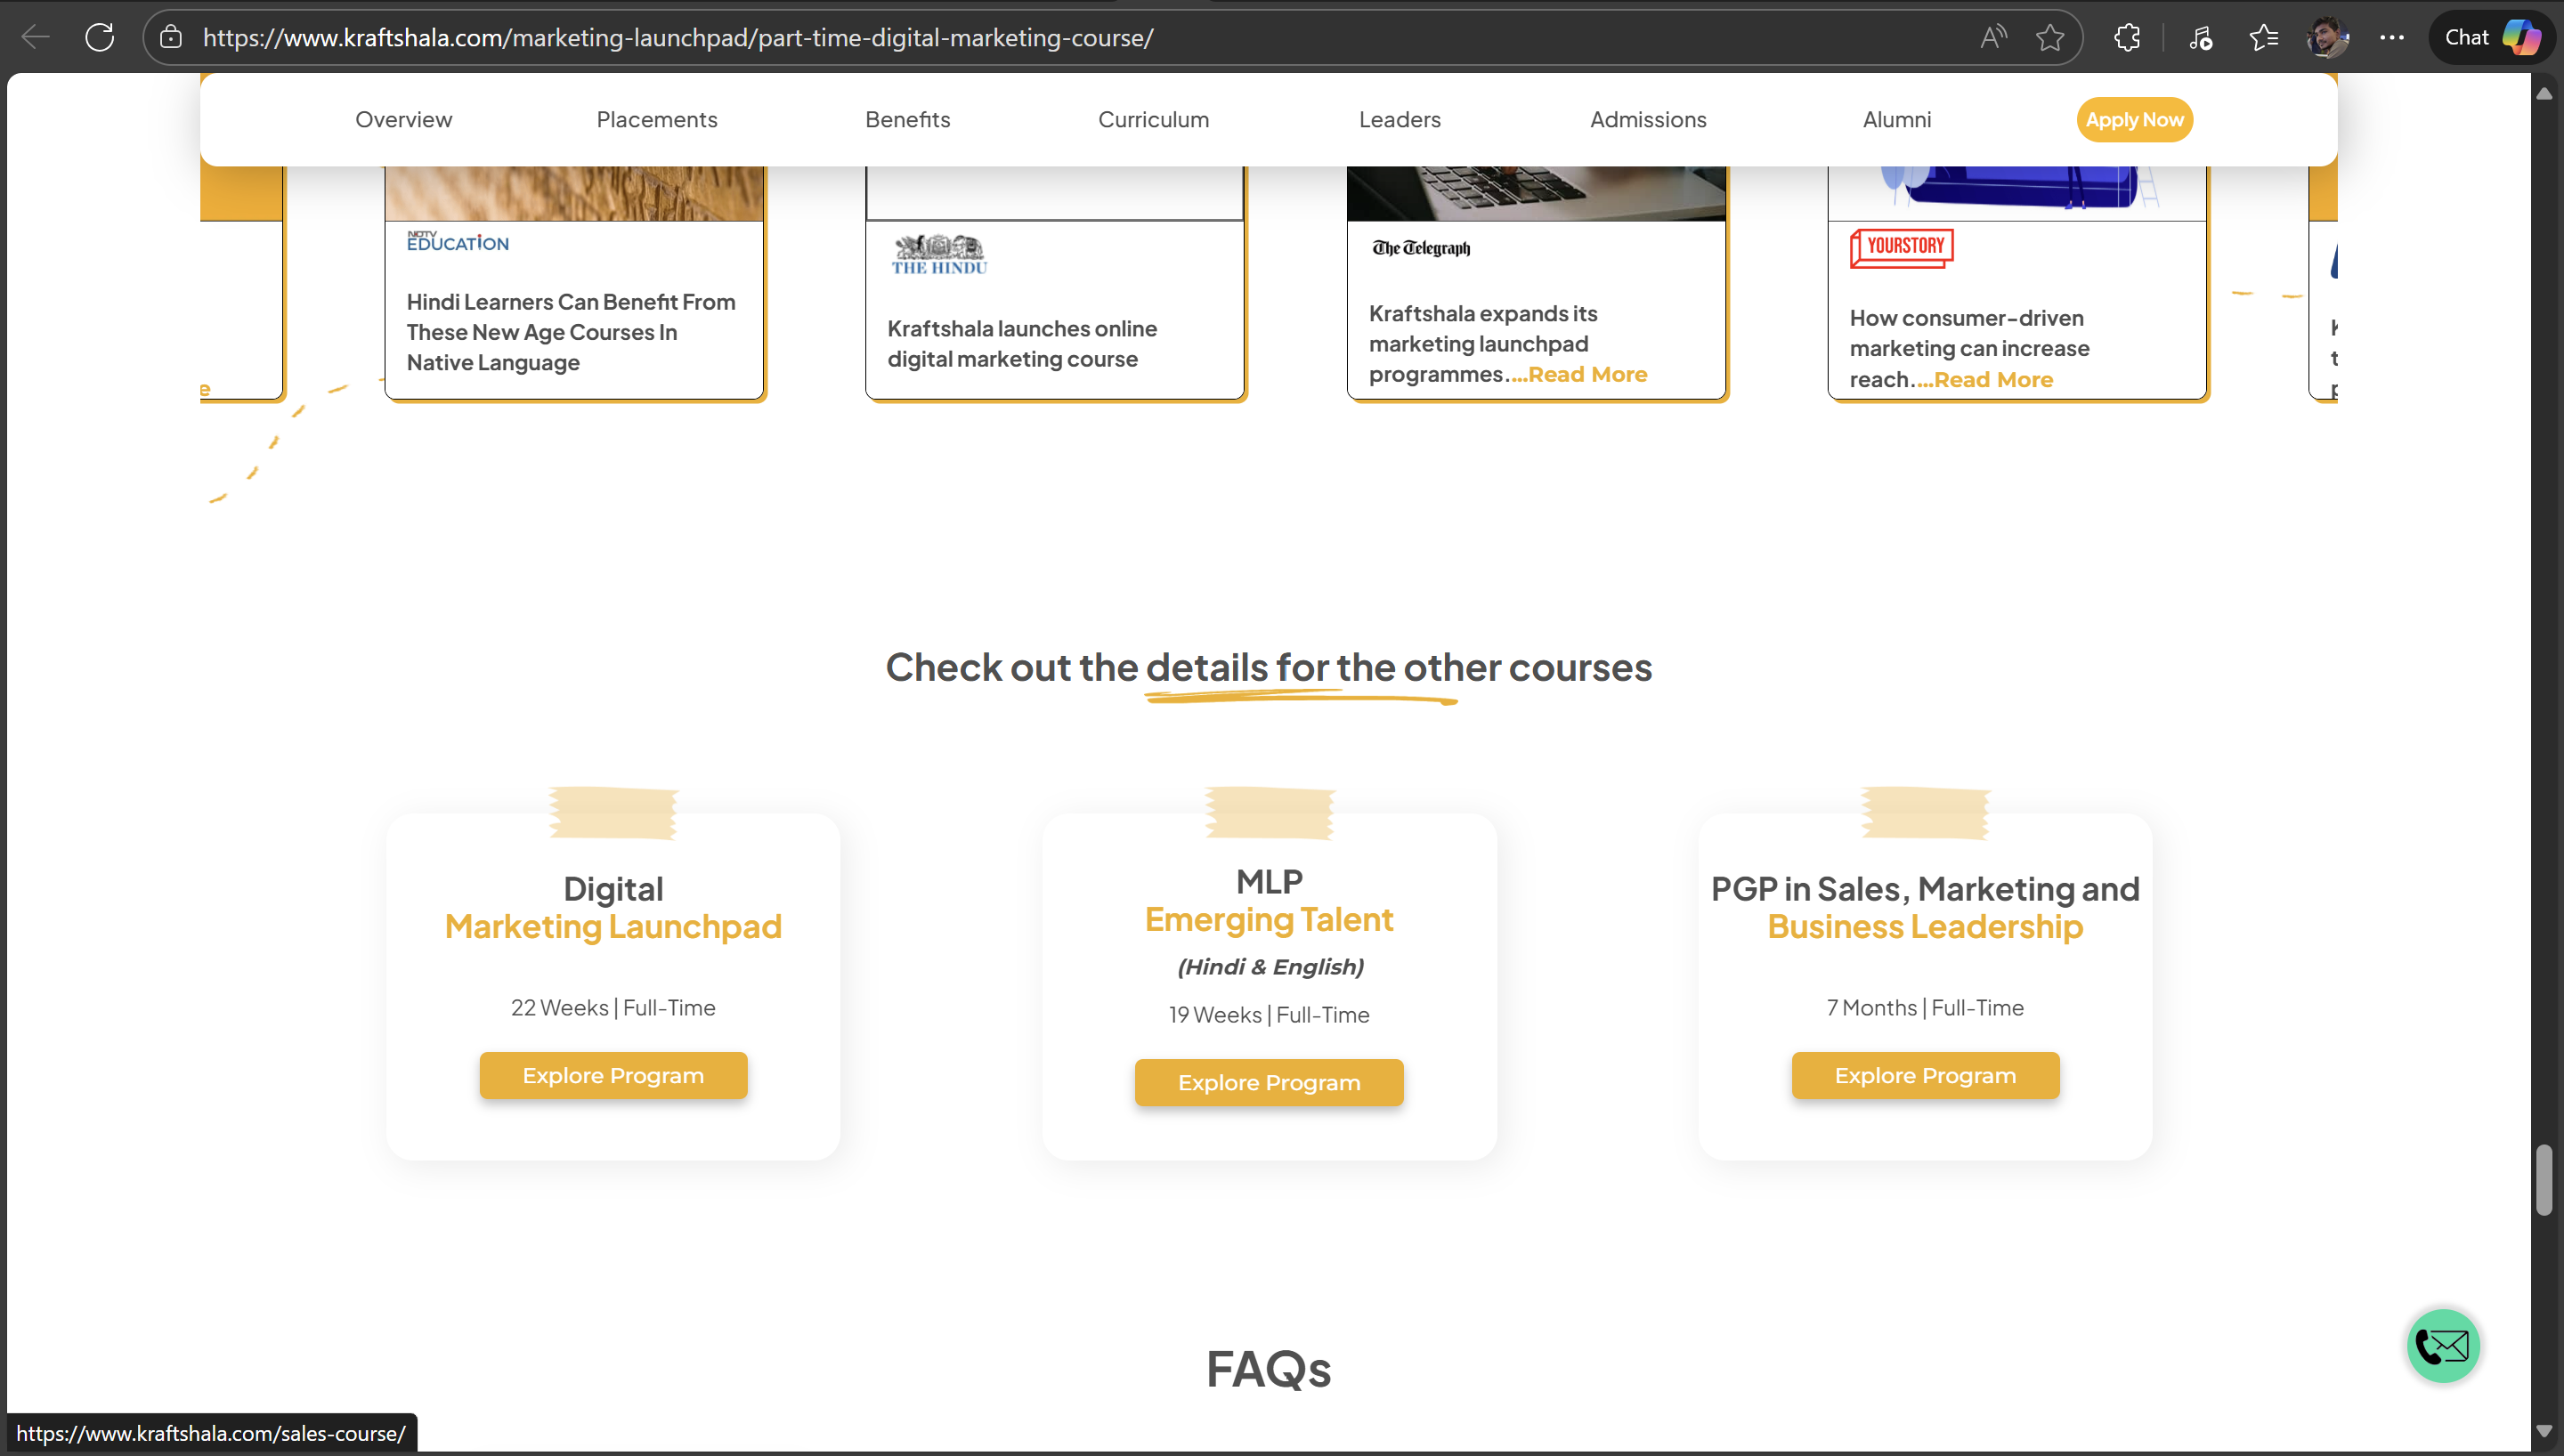 https://www.kraftshala.com/marketing-launchpad/part-time-digital-marketing-course/
Chat
Overview
Placements
Benefits
Curriculum
Leaders
Admissions
Alumni
Apply Now
e
NDTV
EDUCATION
Hindi Learners Can Benefit From
These New Age Courses In
Native Language
THE HINDU
Kraftshala launches online
digital marketing course
The Telegraph
Kraftshala expands its
marketing launchpad
programmes....Read More
YOURSTORY
How consumer-driven
marketing can increase
reach....Read More
Check out the details for the other courses
Digital
Marketing Launchpad
22 Weeks | Full-Time
Explore Program
MLP
Emerging Talent
(Hindi & English)
19 Weeks | Full-Time
Explore Program
PGP in Sales, Marketing and
Business Leadership
7 Months | Full-Time
Explore Program
FAQs
https://www.kraftshala.com/sales-course/